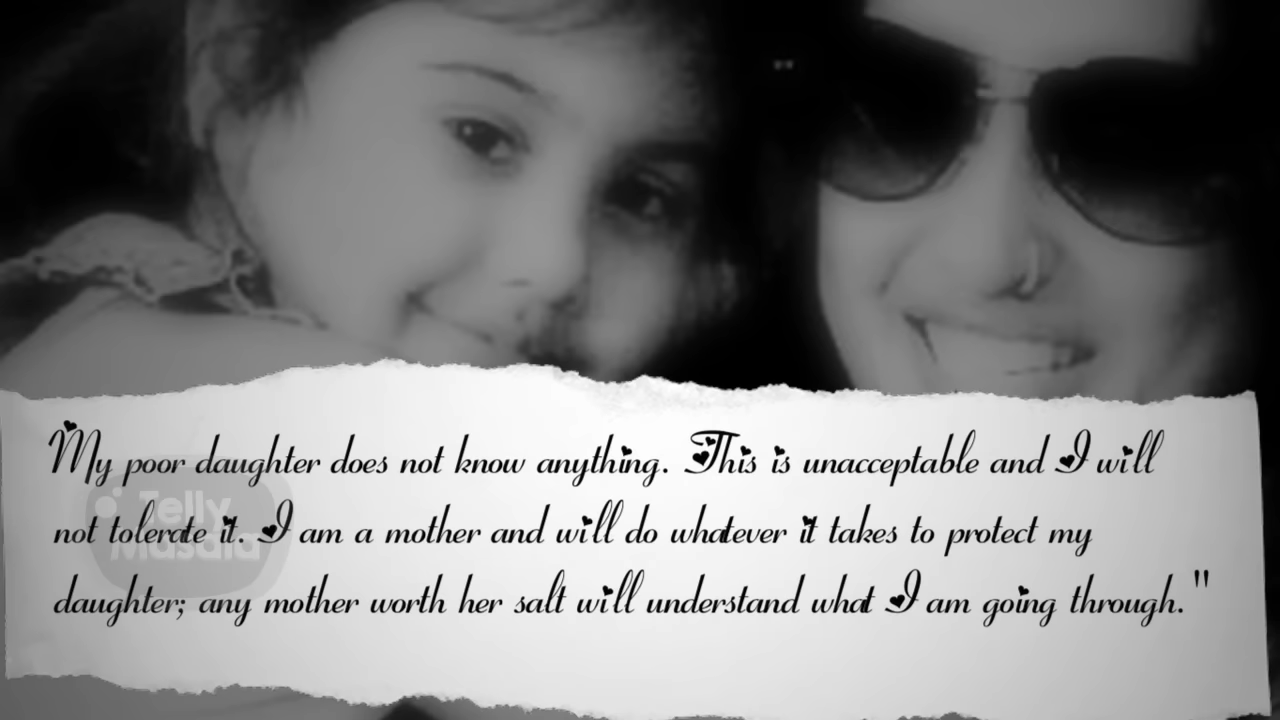 My poor daughter does not know anything. This is unacceptable and I will
not tolerate it. I am a mother and will do whatever it takes to protect my
daughter; any mother worth her salt will understand what I am going through."
Telly
Masala